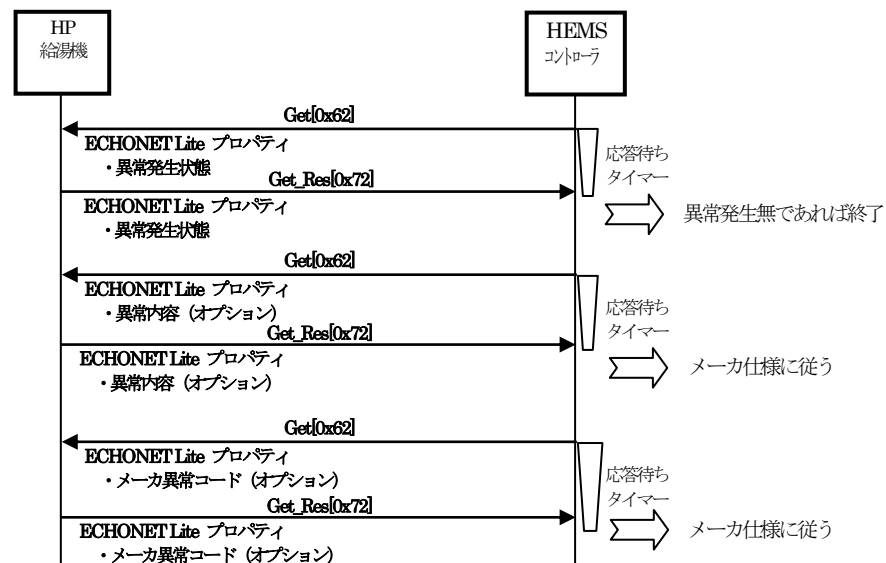 HP
給湯機
HEMS
コントローラ
Get[0x62]
ECHONET Lite プロパティ
・異常発生状態
応答待ち
タイマー
Get_Res[0x72]
ECHONET Lite プロパティ
・異常発生状態
異常発生無であれば終了
Get[0x62]
ECHONET Lite プロパティ
・異常内容（オプション）
応答待ち
タイマー
Get_Res[0x72]
ECHONET Lite プロパティ
・異常内容（オプション）
メーカ仕様に従う
Get[0x62]
ECHONET Lite プロパティ
・メーカ異常コード（オプション）
応答待ち
タイマー
Get_Res[0x72]
ECHONET Lite プロパティ
・メーカ異常コード（オプション）
メーカ仕様に従う